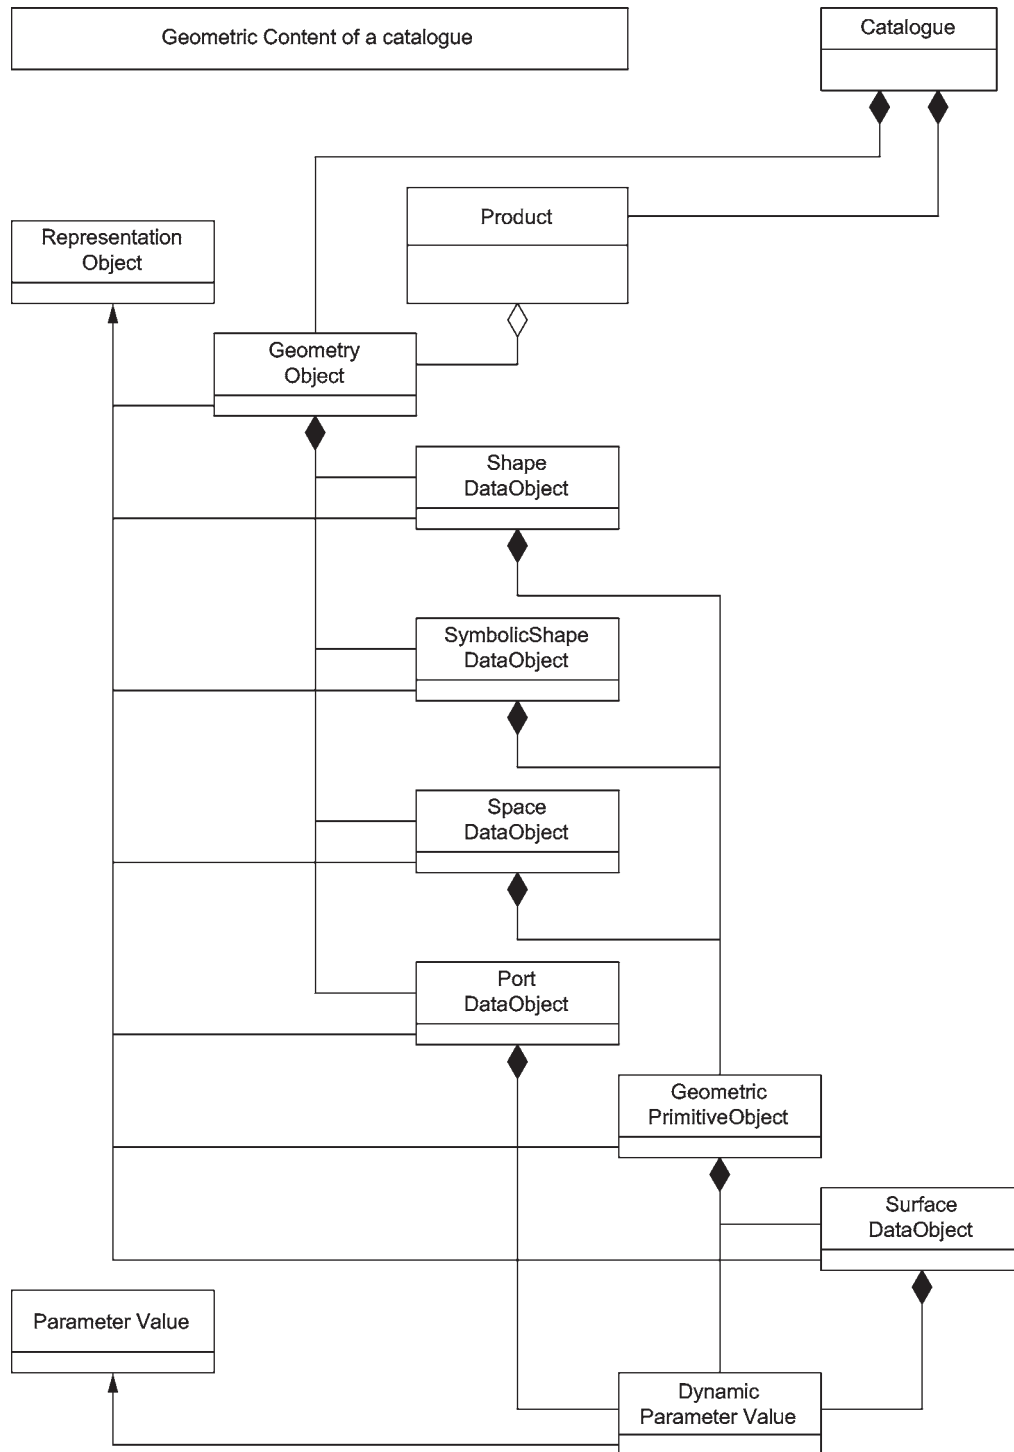 Geometric Content of a catalogue
Catalogue
Product
Representation
Object
Geometry
Object
Shape
DataObject
SymbolicShape
DataObject
Space
DataObject
Port
DataObject
Geometric
PrimitiveObject
Surface
DataObject
Parameter Value
Dynamic
Parameter Value